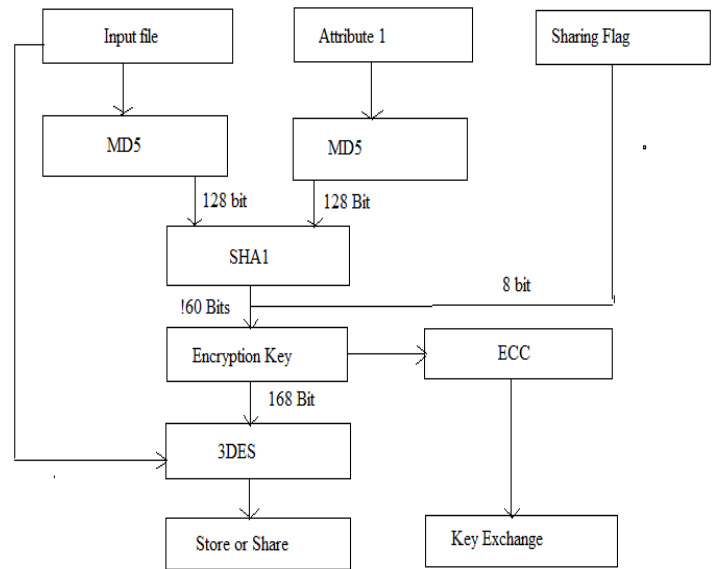 Input file
Attribute 1
Sharing Flag
MD5
MD5
128 bit
128 Bit
SHA1
8 bit
!60 Bits
Encryption Key
ECC
168 Bit
3DES
Store or Share
Key Exchange